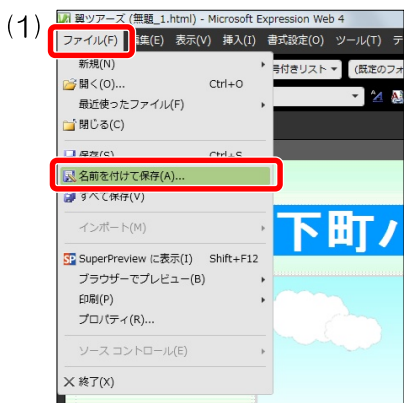 (1)
翼ツアーズ (無題_1.html) - Microsoft Expression Web 4
ファイル(F) 編集(E) 表示(V) 挿入(I) 書式設定(O) ツール(T) テ
新規(N)
号付きリスト (既定のフォ
開く(O)... Ctrl+O
最近使ったファイル(F)
閉じる(C)
保存(S) Ctrl+S
名前を付けて保存(A)...
すべて保存(V)
インポート(M)
下町ハ
SuperPreview に表示(I) Shift+F12
ブラウザーでプレビュー(B)
印刷(P)
プロパティ(R)...
ソース コントロール(E)
終了(X)